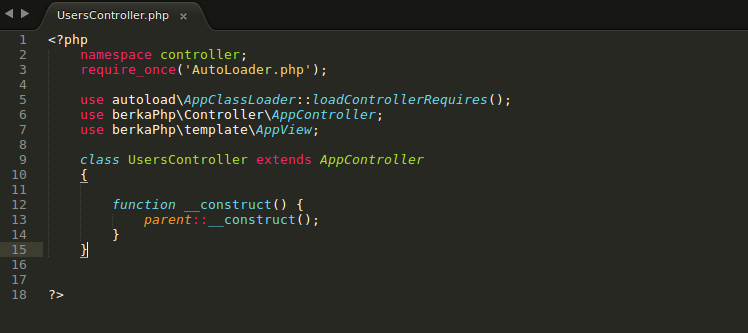 UsersController.php ×
1 <?php
2     namespace controller;
3     require_once('AutoLoader.php');
4
5     use autoload\AppClassLoader::loadControllerRequires();
6     use berkaPhp\Controller\AppController;
7     use berkaPhp\template\AppView;
8
9     class UsersController extends AppController
10     {
11
12         function __construct() {
13             parent::__construct();
14         }
15     }
16
17
18 ?>